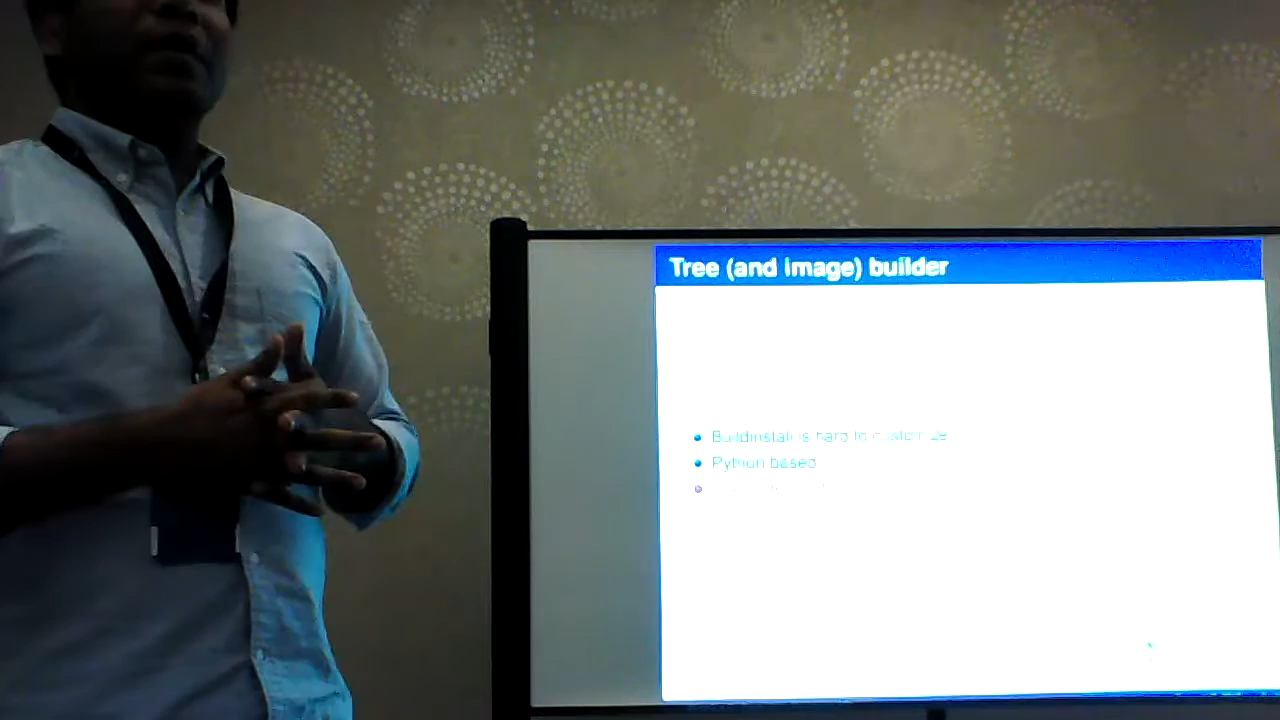 Tree (and image) builder
Buildinstall is hard to customize
Python based